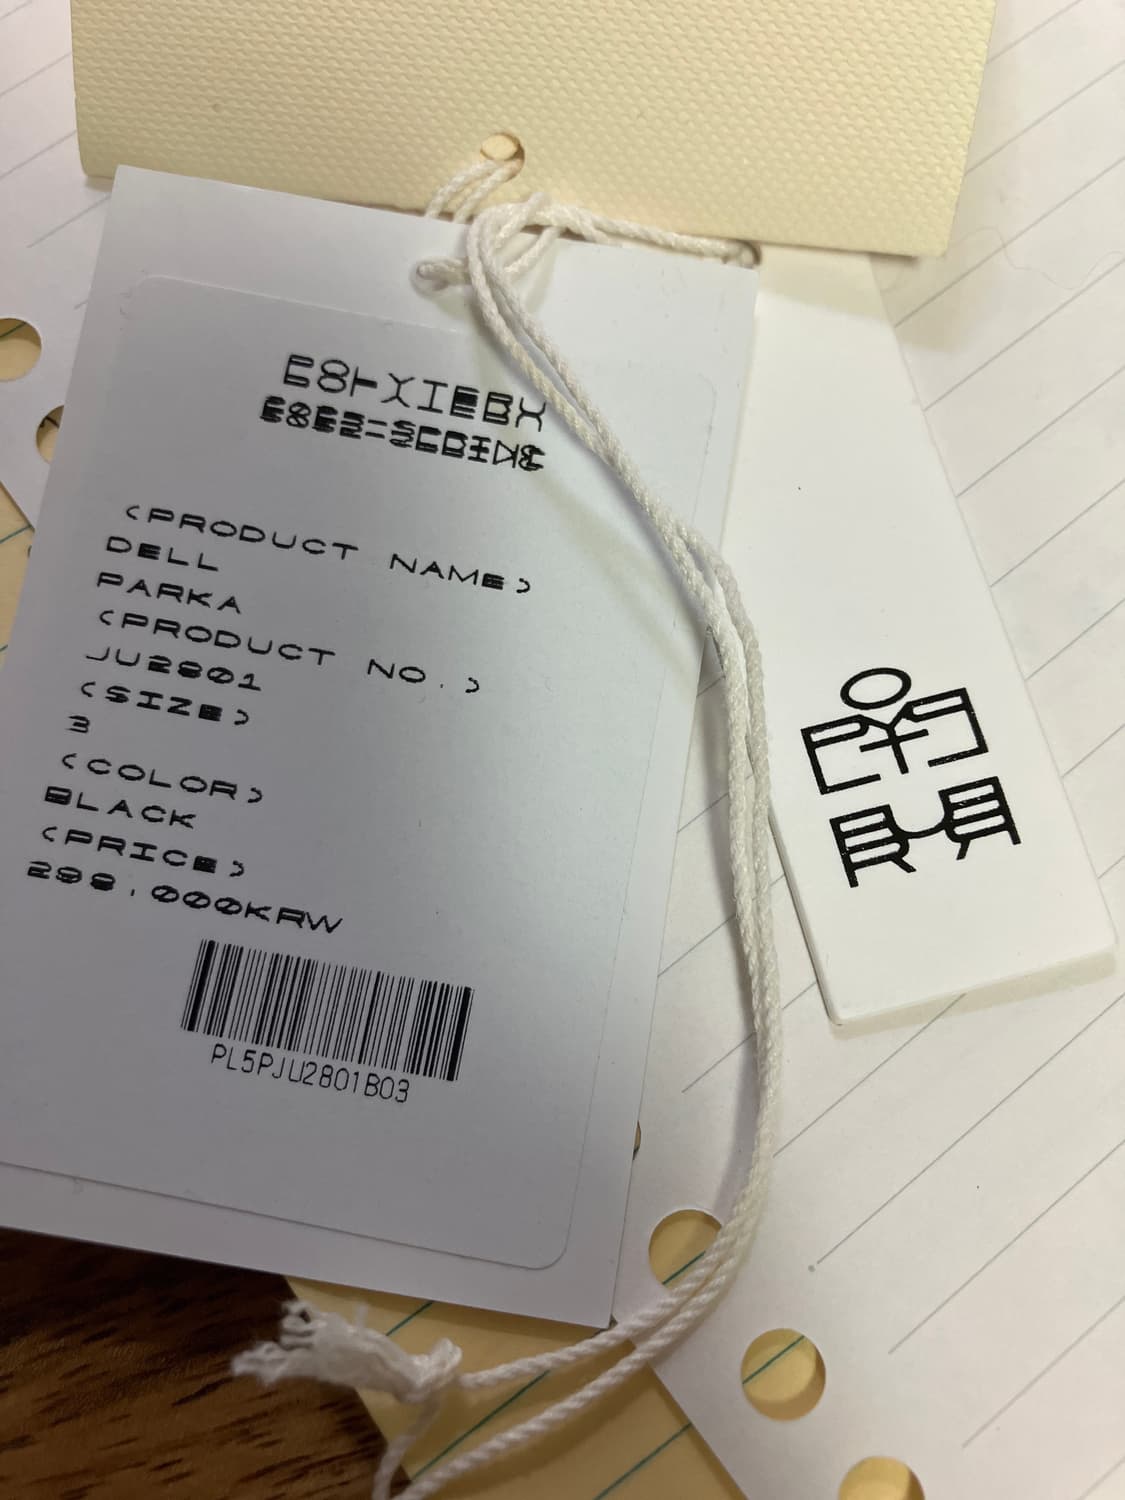 <PRODUCT NAME>
DELL
PARKA
<PRODUCT NO.>
JU2801
<SIZE>
3
<COLOR>
BLACK
<PRICE>
298,000KRW
PL5PJU2801B03